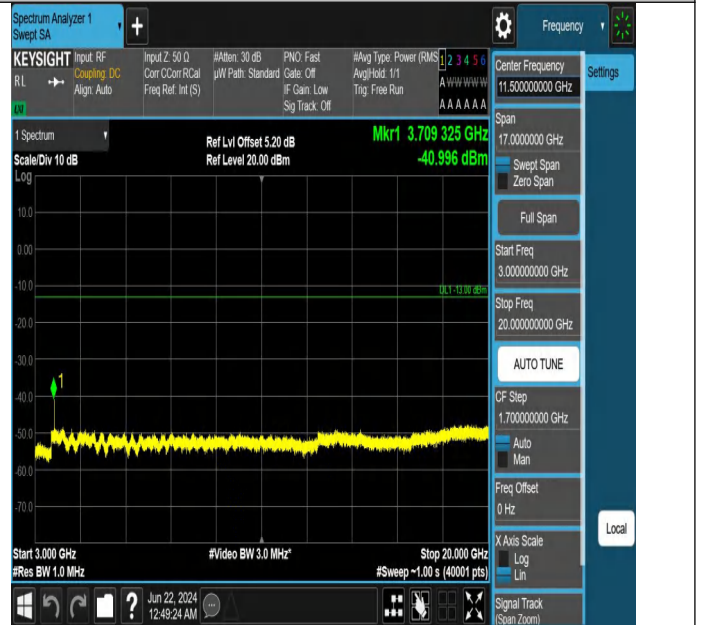 Spectrum Analyzer 1
Swept SA
+
Frequency
KEYSIGHT
RL
LXI
Input: RF
Coupling: DC
Align: Auto
Input Z: 50 Ω
Corr CCorr RCal
Freq Ref: Int (S)
#Atten: 30 dB
µW Path: Standard
PNO: Fast
Gate: Off
IF Gain: Low
Sig Track: Off
#Avg Type: Power (RMS
Avg|Hold: 1/1
Trig: Free Run
1 2 3 4 5 6
A W W W W W
A A A A A A
1 Spectrum
Scale/Div 10 dB
Log
Ref Lvl Offset 5.20 dB
Ref Level 20.00 dBm
Mkr1 3.709 325 GHz
-40.996 dBm
10.0
0.00
-10.0
DL1 -13.00 dBm
-20.0
-30.0
1
-40.0
-50.0
-60.0
-70.0
Start 3.000 GHz
#Res BW 1.0 MHz
#Video BW 3.0 MHz*
Stop 20.000 GHz
#Sweep ~1.00 s (40001 pts)
Center Frequency
11.500000000 GHz
Settings
Span
17.0000000 GHz
Swept Span
Zero Span
Full Span
Start Freq
3.000000000 GHz
Stop Freq
20.000000000 GHz
AUTO TUNE
CF Step
1.700000000 GHz
Auto
Man
Freq Offset
0 Hz
X Axis Scale
Log
Lin
Local
Signal Track
(Span Zoom)
?
Jun 22, 2024
12:49:24 AM